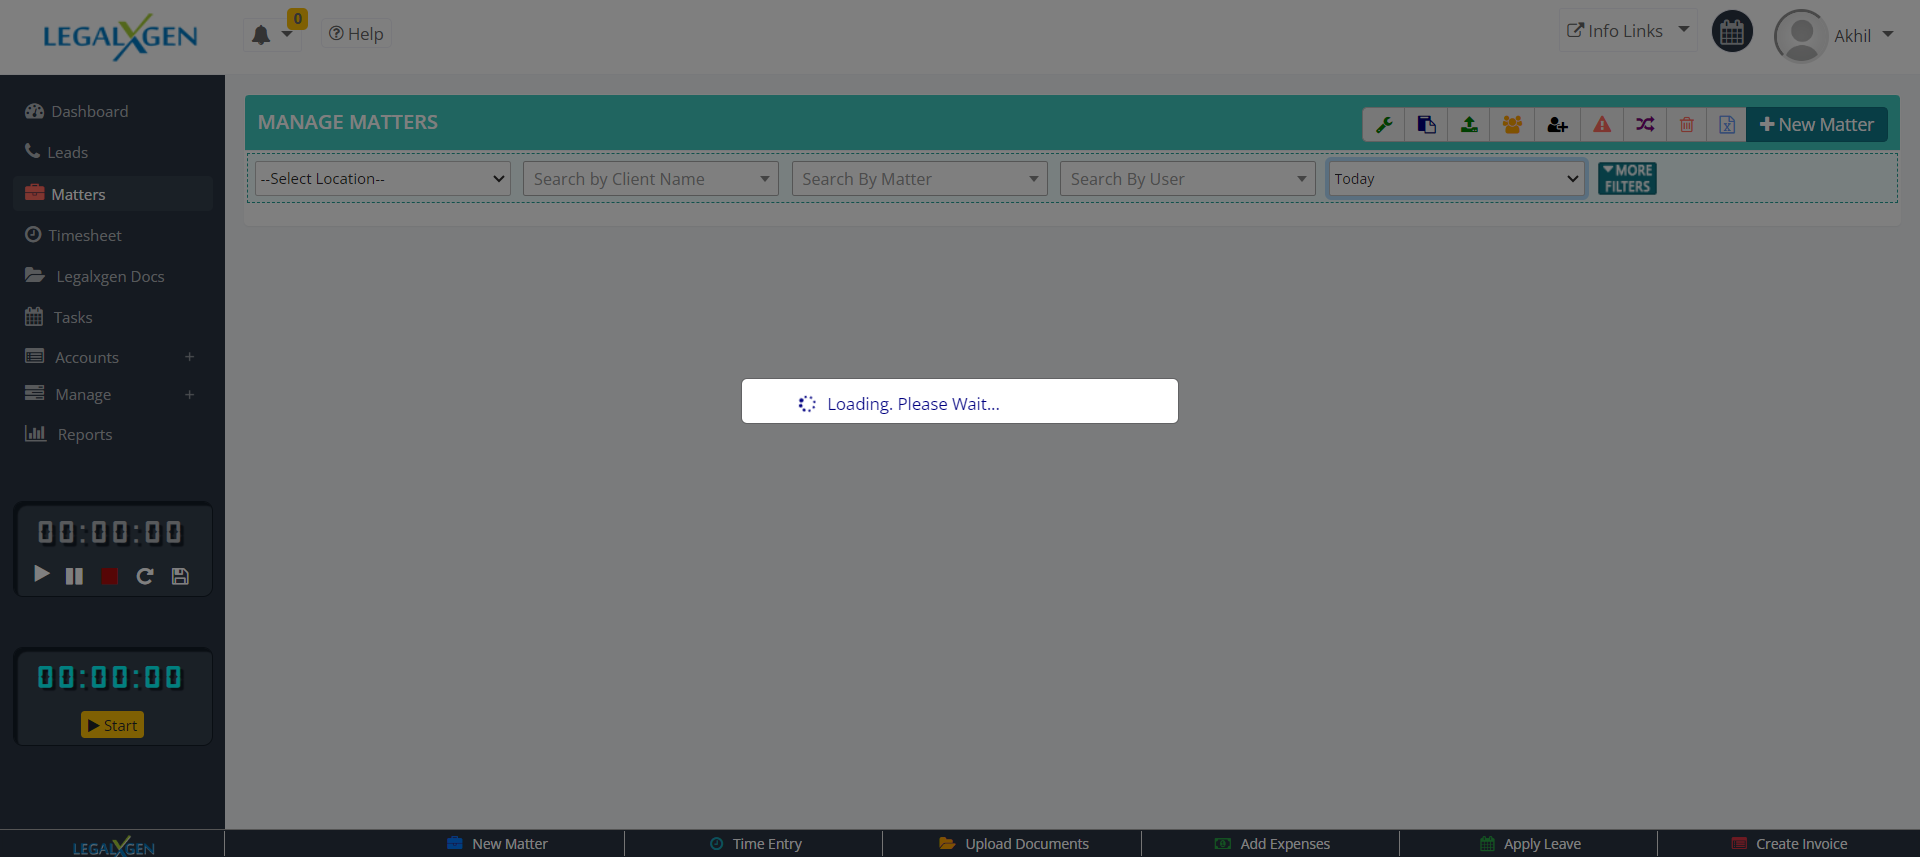 LEGALXGEN
0
Help
Info Links
Akhil
Dashboard
Leads
Matters
Timesheet
Legalxgen Docs
Tasks
Accounts +
Manage +
Reports
00:00:00
00:00:00
Start
MANAGE MATTERS
New Matter
--Select Location--
Search by Client Name
Search By Matter
Search By User
Today
MORE
FILTERS
Loading. Please Wait...
LEGALXGEN
New Matter
Time Entry
Upload Documents
Add Expenses
Apply Leave
Create Invoice